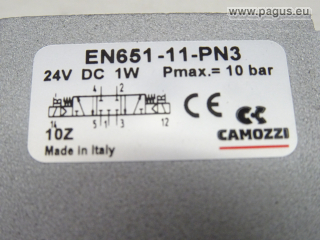 www.pagus.eu
EN651-11-PN3
24V DC 1W Pmax.= 10 bar
4 2
14 5 1 3 12
CE
10Z
CAMOZZI
Made in Italy